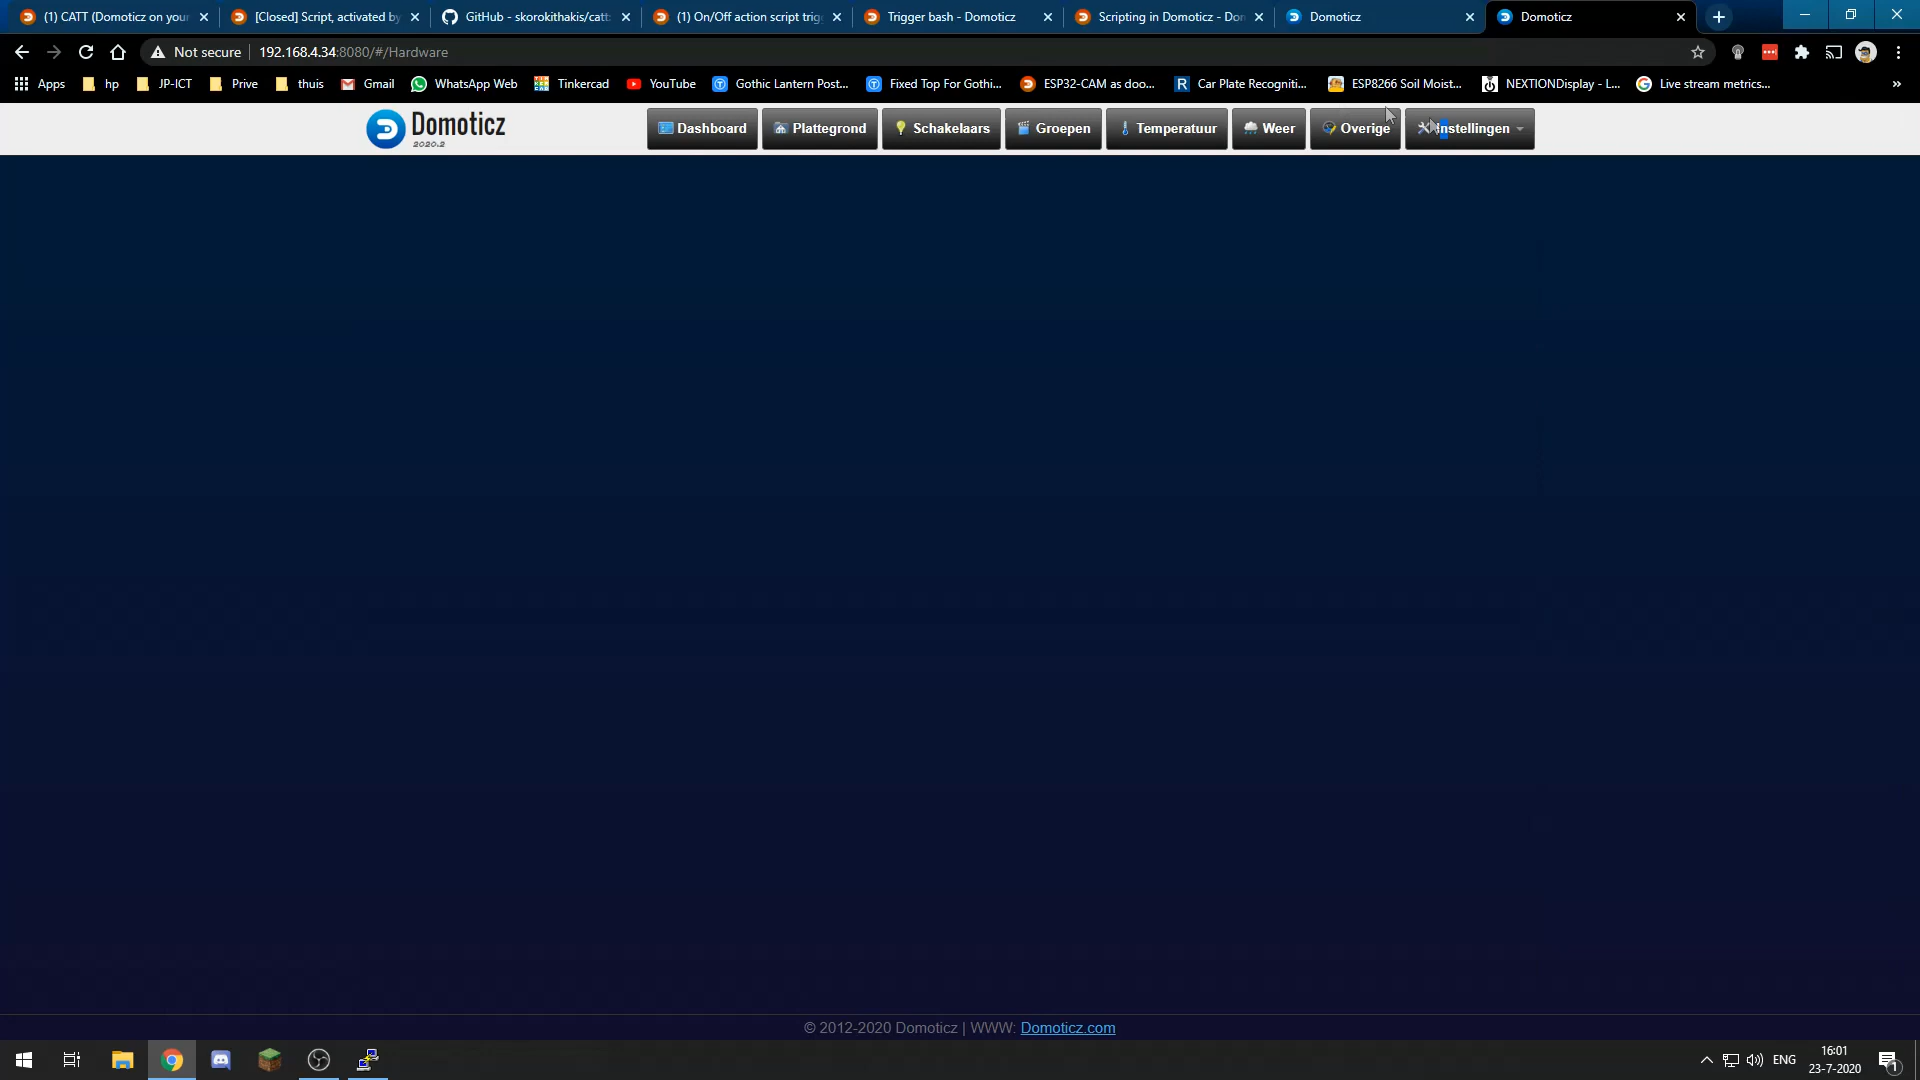 (1) CATT (Domoticz on your
[Closed] Script, activated by
GitHub - skorokithakis/catt:
(1) On/Off action script trig
Trigger bash - Domoticz
Scripting in Domoticz - Don
Domoticz
Domoticz
Not secure
192.168.4.34:8080/#/Hardware
Apps
hp
JP-ICT
Prive
thuis
Gmail
WhatsApp Web
Tinkercad
YouTube
Gothic Lantern Post...
Fixed Top For Gothi...
ESP32-CAM as doo...
Car Plate Recogniti...
ESP8266 Soil Moist...
NEXTIONDisplay - L...
Live stream metrics...
Domoticz
2020.2
Dashboard
Plattegrond
Schakelaars
Groepen
Temperatuur
Weer
Overige
Instellingen
© 2012-2020 Domoticz | WWW: Domoticz.com
ENG
16:01
23-7-2020
1